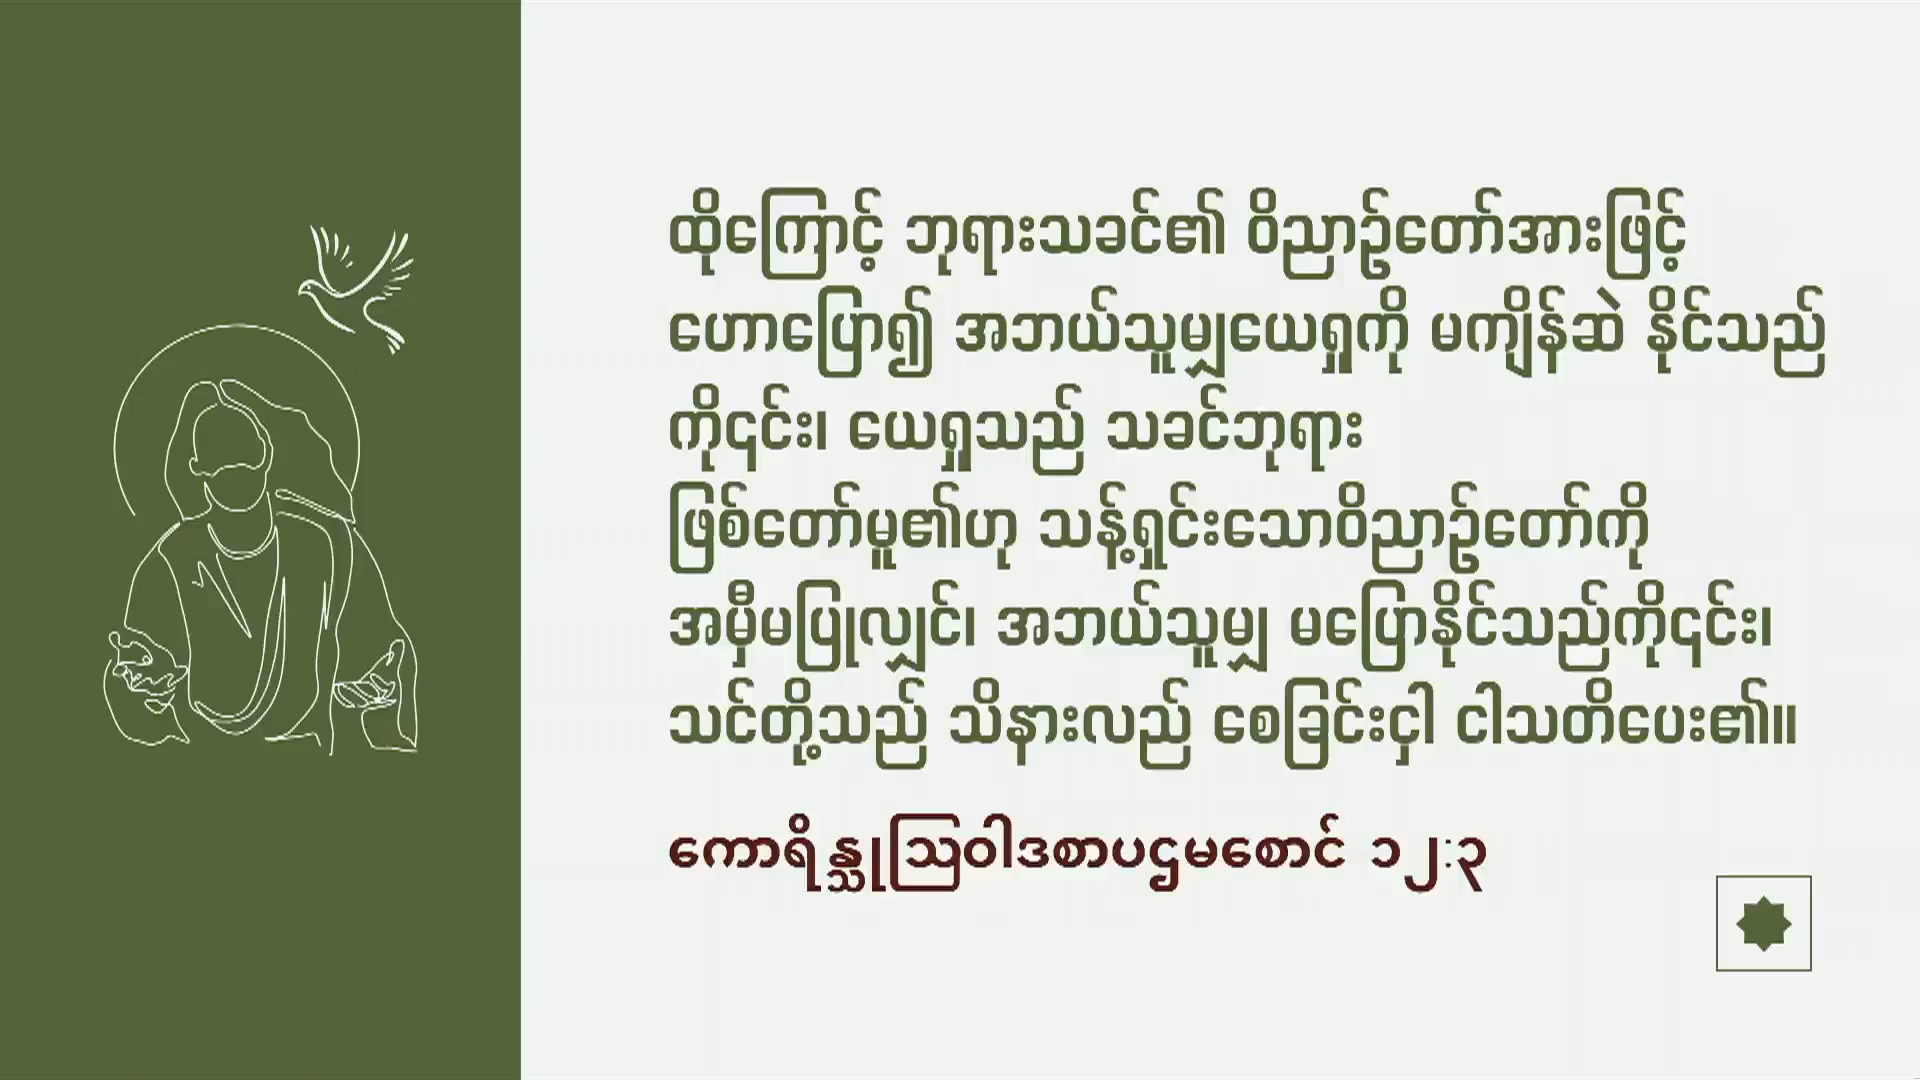 ထိုကြောင့် ဘုရားသခင်၏ ဝိညာဉ်တော်အားဖြင့်
ဟောပြော၍ အဘယ်သူမျှယေရှုကို မကျိန်ဆဲ နိုင်သည်
ကို၎င်း၊ ယေရှုသည် သခင်ဘုရား
ဖြစ်တော်မူ၏ဟု သန့်ရှင်းသောဝိညာဉ်တော်ကို
အမှီမပြုလျှင်၊ အဘယ်သူမျှ မပြောနိုင်သည်ကို၎င်း၊
သင်တို့သည် သိနားလည် စေခြင်းငှါ ငါသတိပေး၏။
ကောရိန္သုဩဝါဒစာပဌမစောင် ၁၂:၃